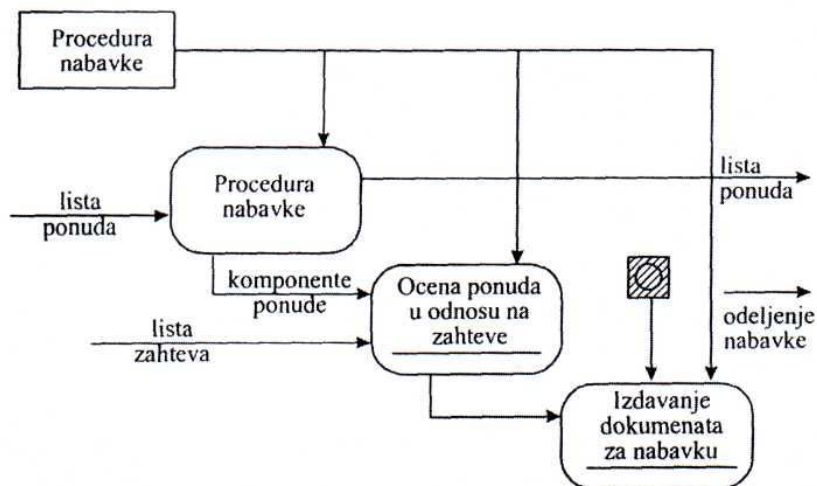 Procedura
nabavke
lista
ponuda
Procedura
nabavke
lista
ponuda
komponente
ponude
Ocena ponuda
u odnosu na
zahteve
lista
zahteva
odeljenje
nabavke
Izdavanje
dokumenata
za nabavku